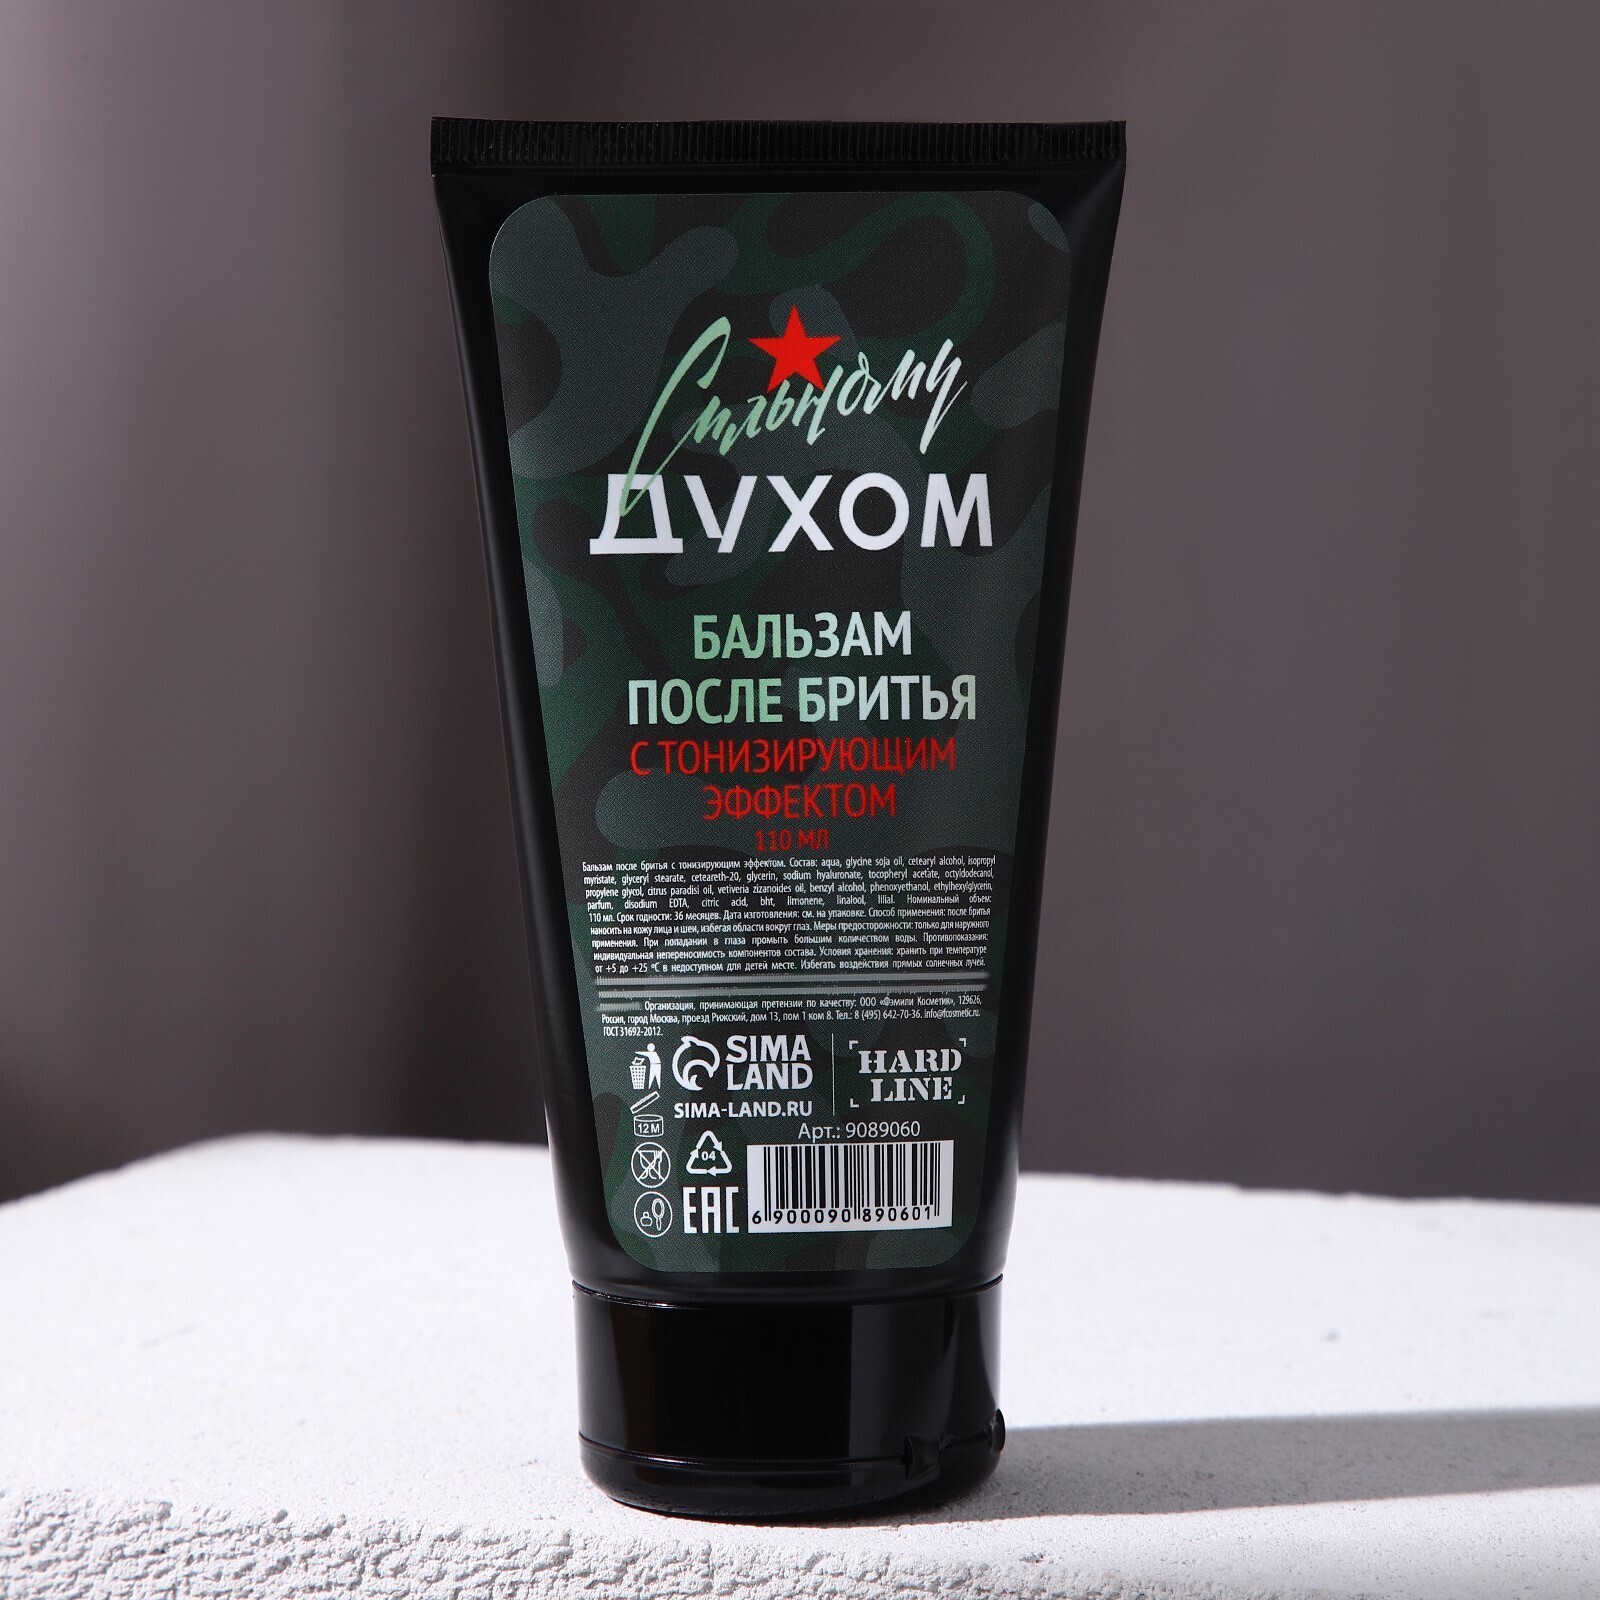 Сильному
ДУХОМ
БАЛЬЗАМ
ПОСЛЕ БРИТЬЯ
С ТОНИЗИРУЮЩИМ
ЭФФЕКТОМ
110 МЛ
Бальзам после бритья с тонизирующим эффектом. Состав: aqua, glycine soja oil, cetearyl alcohol, isopropyl
myristate, glyceryl stearate, ceteareth-20, glycerin, sodium hyaluronate, tocopheryl acetate, octyldodecanol,
propylene glycol, citrus paradisi oil, vetiveria zizanoides oil, benzyl alcohol, phenoxyethanol, ethylhexylglycerin,
parfum, disodium EDTA, citric acid, bht, limonene, linalool, lilial. Номинальный объем:
110 мл. Срок годности: 36 месяцев. Дата изготовления: см. на упаковке. Способ применения: после бритья
наносить на кожу лица и шеи, избегая области вокруг глаз. Меры предосторожности: только для наружного
применения. При попадании в глаза промыть большим количеством воды. Противопоказания:
индивидуальная непереносимость компонентов состава. Условия хранения: хранить при температуре
от +5 до +25 °C в недоступном для детей месте. Избегать воздействия прямых солнечных лучей.
Организация, принимающая претензии по качеству: ООО «Фэмили Косметик», 129626,
Россия, город Москва, проезд Рижский, дом 13, пом 1 ком 8. Тел.: 8 (495) 642-70-36. info@fcosmetic.ru.
ГОСТ 31692-2012.
SIMA
LAND
SIMA-LAND.RU
HARD
LINE
12 M
Арт.: 9089060
04
EAC
6 900090 890601